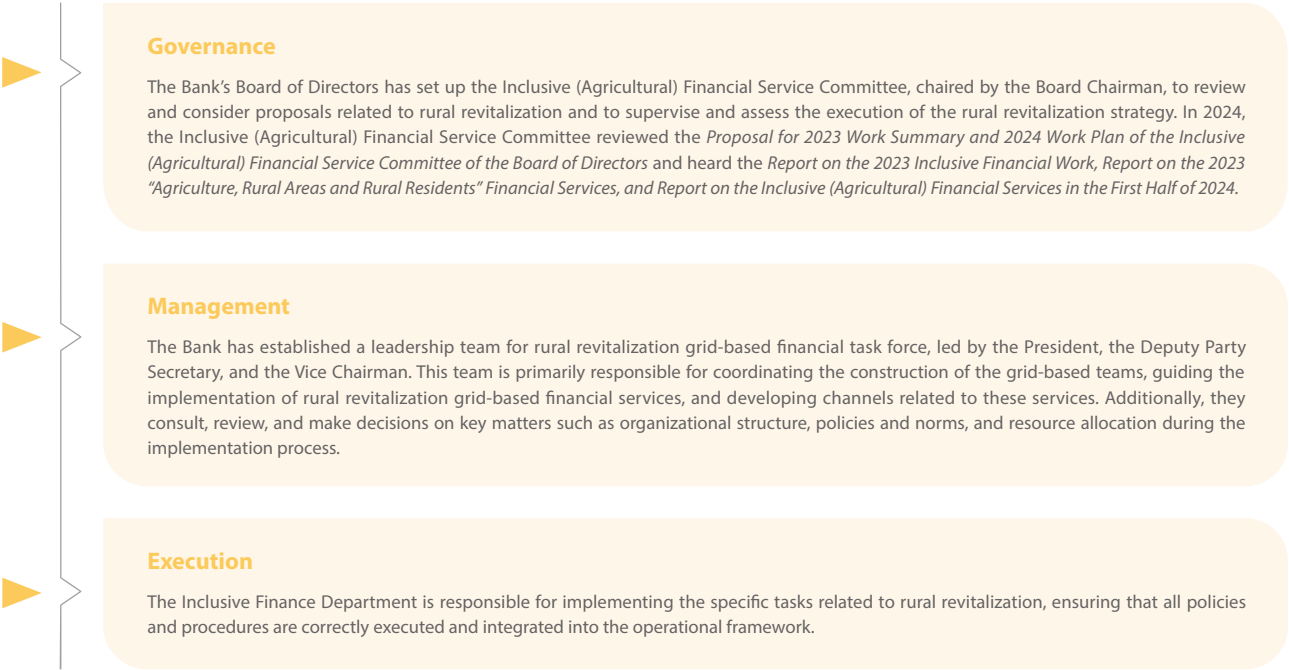 Governance
The Bank's Board of Directors has set up the Inclusive (Agricultural) Financial Service Committee, chaired by the Board Chairman, to review
and consider proposals related to rural revitalization and to supervise and assess the execution of the rural revitalization strategy. In 2024,
the Inclusive (Agricultural) Financial Service Committee reviewed the Proposal for 2023 Work Summary and 2024 Work Plan of the Inclusive
(Agricultural) Financial Service Committee of the Board of Directors and heard the Report on the 2023 Inclusive Financial Work, Report on the 2023
“Agriculture, Rural Areas and Rural Residents” Financial Services, and Report on the Inclusive (Agricultural) Financial Services in the First Half of 2024.
Management
The Bank has established a leadership team for rural revitalization grid-based financial task force, led by the President, the Deputy Party
Secretary, and the Vice Chairman. This team is primarily responsible for coordinating the construction of the grid-based teams, guiding the
implementation of rural revitalization grid-based financial services, and developing channels related to these services. Additionally, they
consult, review, and make decisions on key matters such as organizational structure, policies and norms, and resource allocation during the
implementation process.
Execution
The Inclusive Finance Department is responsible for implementing the specific tasks related to rural revitalization, ensuring that all policies
and procedures are correctly executed and integrated into the operational framework.